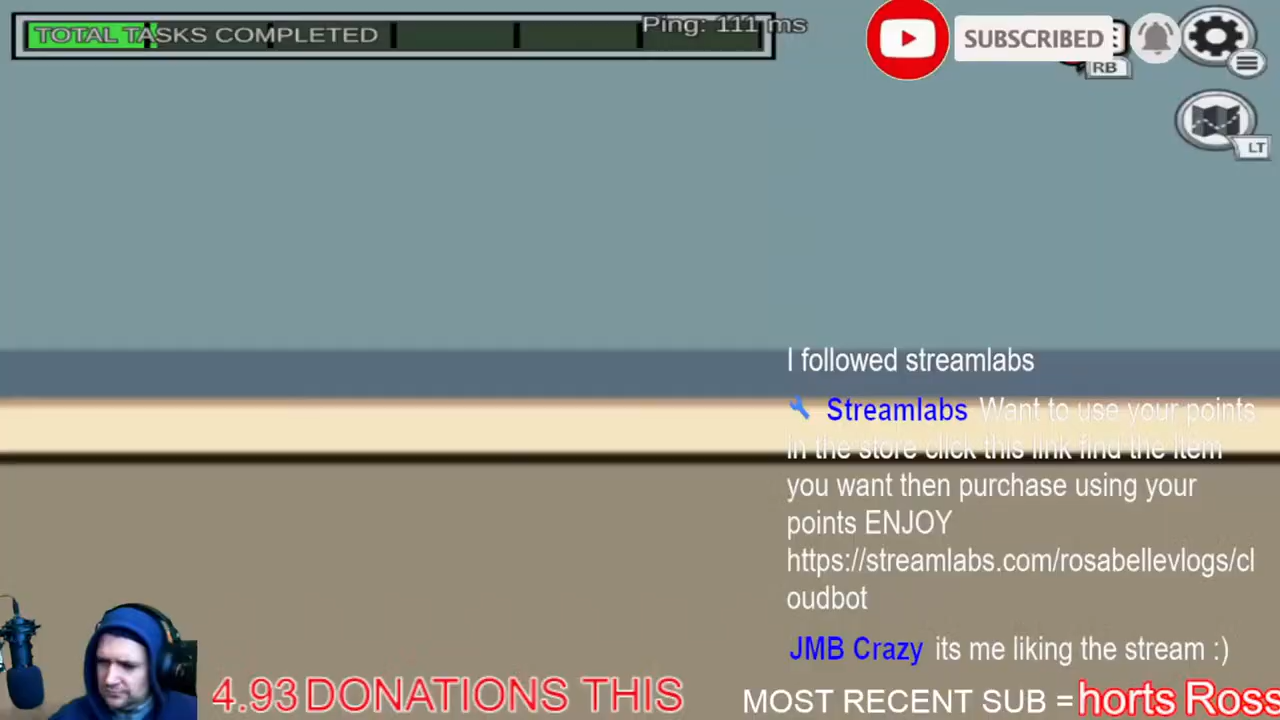 TOTAL TASKS COMPLETED
Ping: 111 ms
SUBSCRIBED
RB
LT
I followed streamlabs
Streamlabs Want to use your points
in the store click this link find the item
you want then purchase using your
points ENJOY
https://streamlabs.com/rosabellevlogs/cl
oudbot
JMB Crazy its me liking the stream :)
4.93 DONATIONS THIS
MOST RECENT SUB = horts Ross